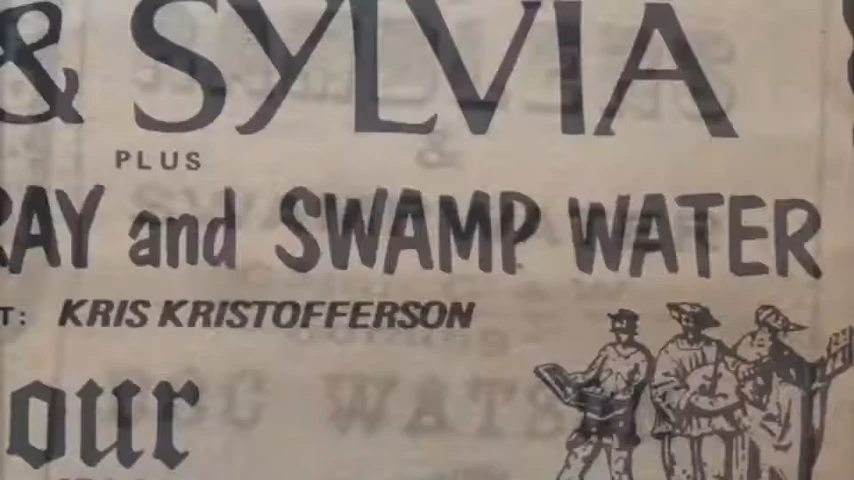 & SYLVIA
PLUS
RAY and SWAMP WATER
T: KRIS KRISTOFFERSON
our